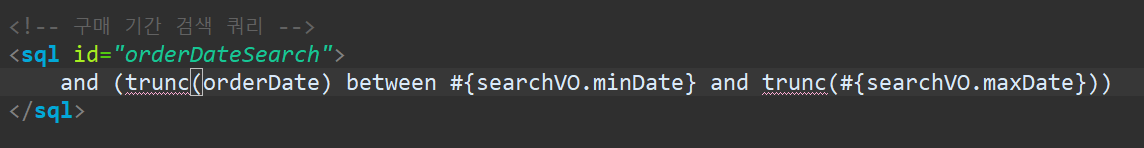 <!-- 구매 기간 검색 쿼리 -->
<sql id="orderDateSearch">
and (trunc(orderDate) between #{searchVO.minDate} and trunc(#{searchVO.maxDate}))
</sql>